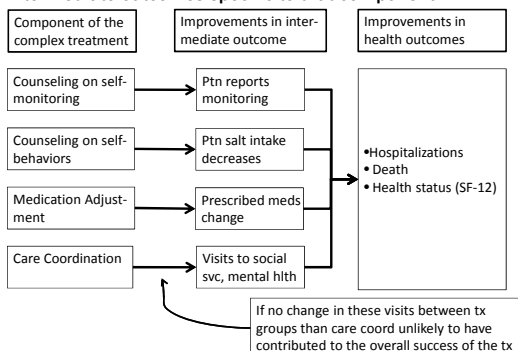 Component of the
complex treatment
Improvements in inter-
mediate outcome
Improvements in
health outcomes
Counseling on self-
monitoring
Ptn reports
monitoring
Counseling on self-
behaviors
Ptn salt intake
decreases
Medication Adjust-
ment
Prescribed meds
change
Care Coordination
Visits to social
svc, mental hlth
•Hospitalizations
• Death
• Health status (SF-12)
If no change in these visits between tx
groups than care coord unlikely to have
contributed to the overall success of the tx